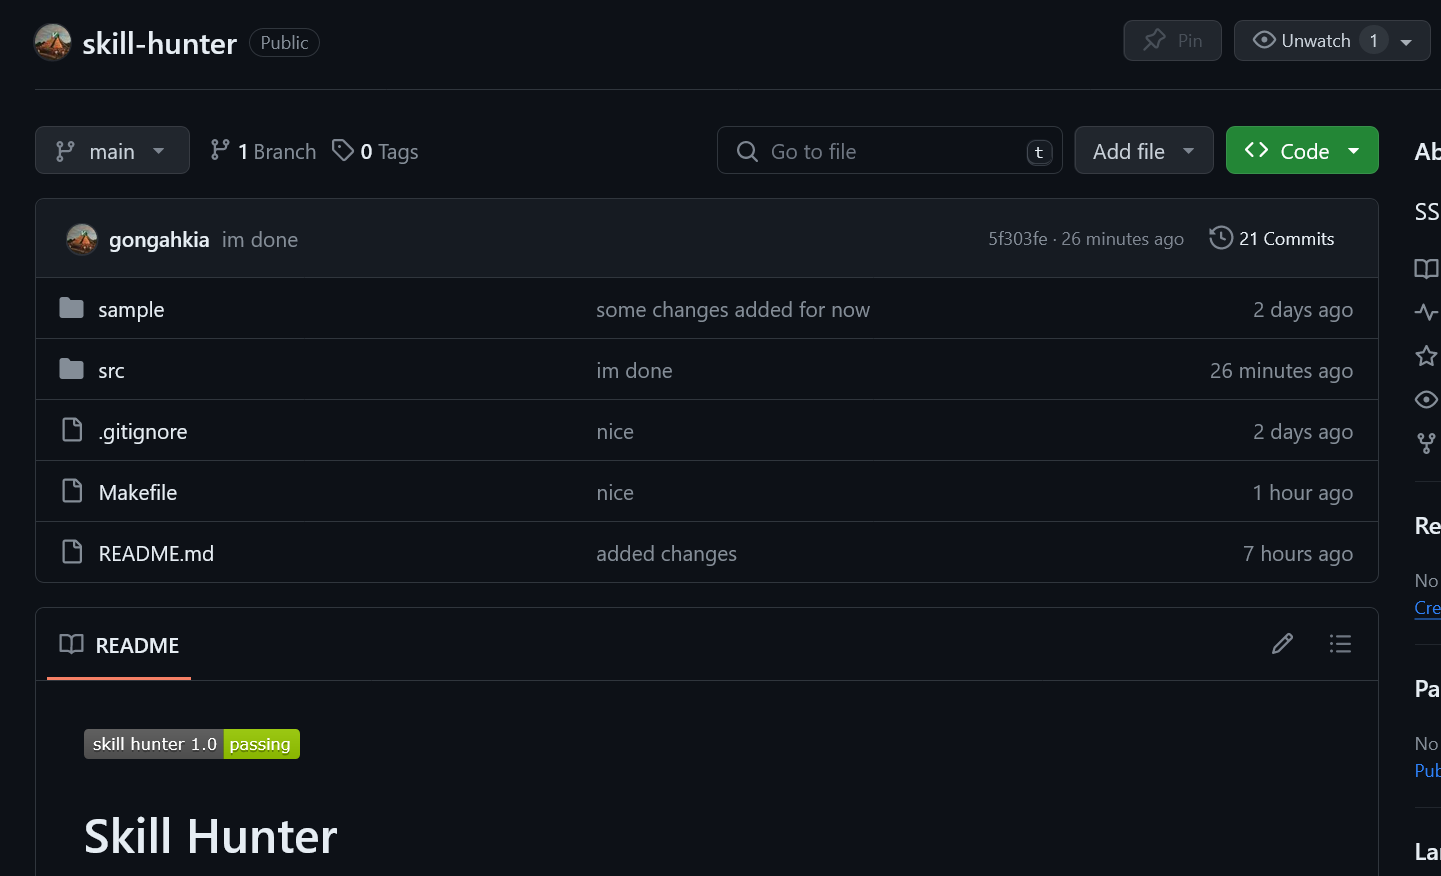 skill-hunter Public Pin Unwatch 1
main 1 Branch 0 Tags Go to file t Add file Code Ab
SS
gongahkia im done 5f303fe · 26 minutes ago 21 Commits
sample some changes added for now 2 days ago
src im done 26 minutes ago
.gitignore nice 2 days ago
Makefile nice 1 hour ago
README.md added changes 7 hours ago
Re
No
Cre
README
Pa
No
Pub
skill hunter 1.0 passing
Skill Hunter
La